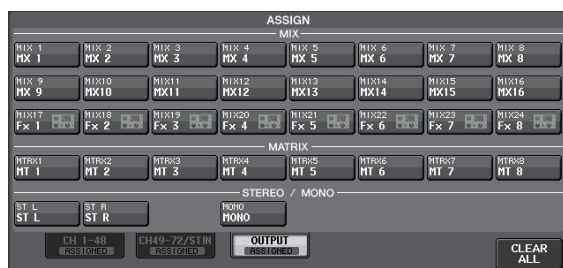 ASSIGN
MIX
MIX 1 MIX 2 MIX 3 MIX 4 MIX 5 MIX 6 MIX 7 MIX 8
MX 1 MX 2 MX 3 MX 4 MX 5 MX 6 MX 7 MX 8
MIX 9 MIX10 MIX11 MIX12 MIX13 MIX14 MIX15 MIX16
MX 9 MX10 MX11 MX12 MX13 MX14 MX15 MX16
MIX17 MIX18 MIX19 MIX20 MIX21 MIX22 MIX23 MIX24
Fx 1 Fx 2 Fx 3 Fx 4 Fx 5 Fx 6 Fx 7 Fx 8
MATRIX
MTRX1 MTRX2 MTRX3 MTRX4 MTRX5 MTRX6 MTRX7 MTRX8
MT 1 MT 2 MT 3 MT 4 MT 5 MT 6 MT 7 MT 8
STEREO / MONO
ST L ST R MONO
ST L ST R MONO
CH 1-48 CH49-72/STIN OUTPUT
ASSIGNED ASSIGNED ASSIGNED
CLEAR
ALL